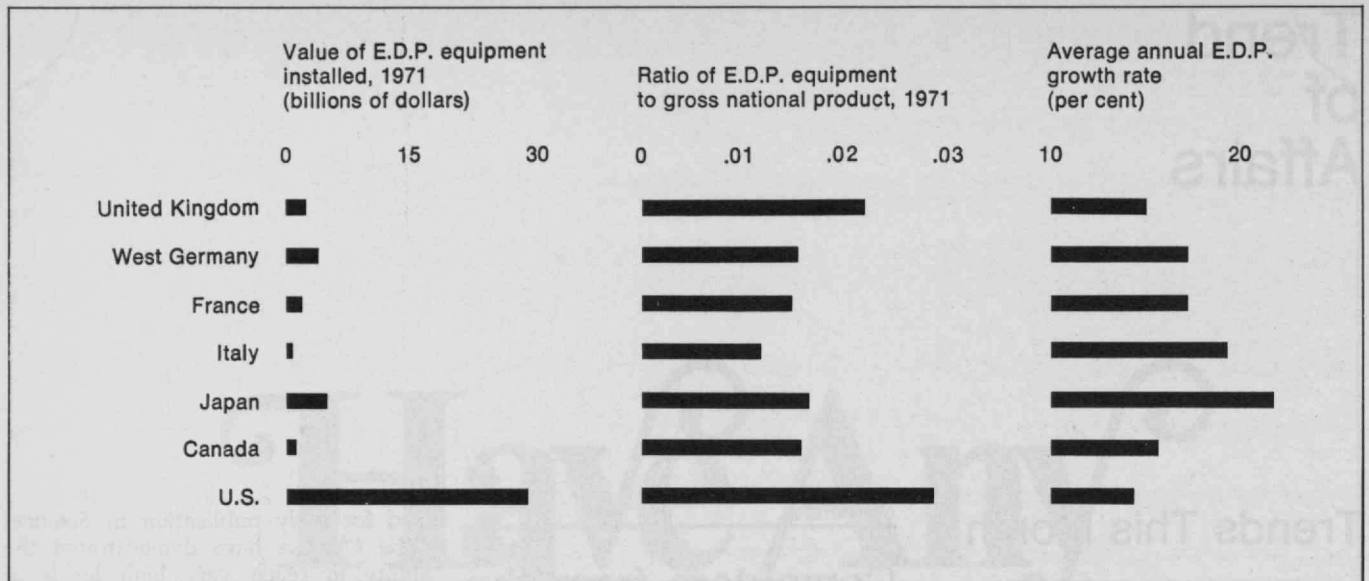 Value of E.D.P. equipment
installed, 1971
(billions of dollars)
Ratio of E.D.P. equipment
to gross national product, 1971
Average annual E.D.P.
growth rate
(per cent)
0 15 30
0 .01 .02 .03
10 20
United Kingdom
West Germany
France
Italy
Japan
Canada
U.S.
Trend
of
Affairs
Trends This Month